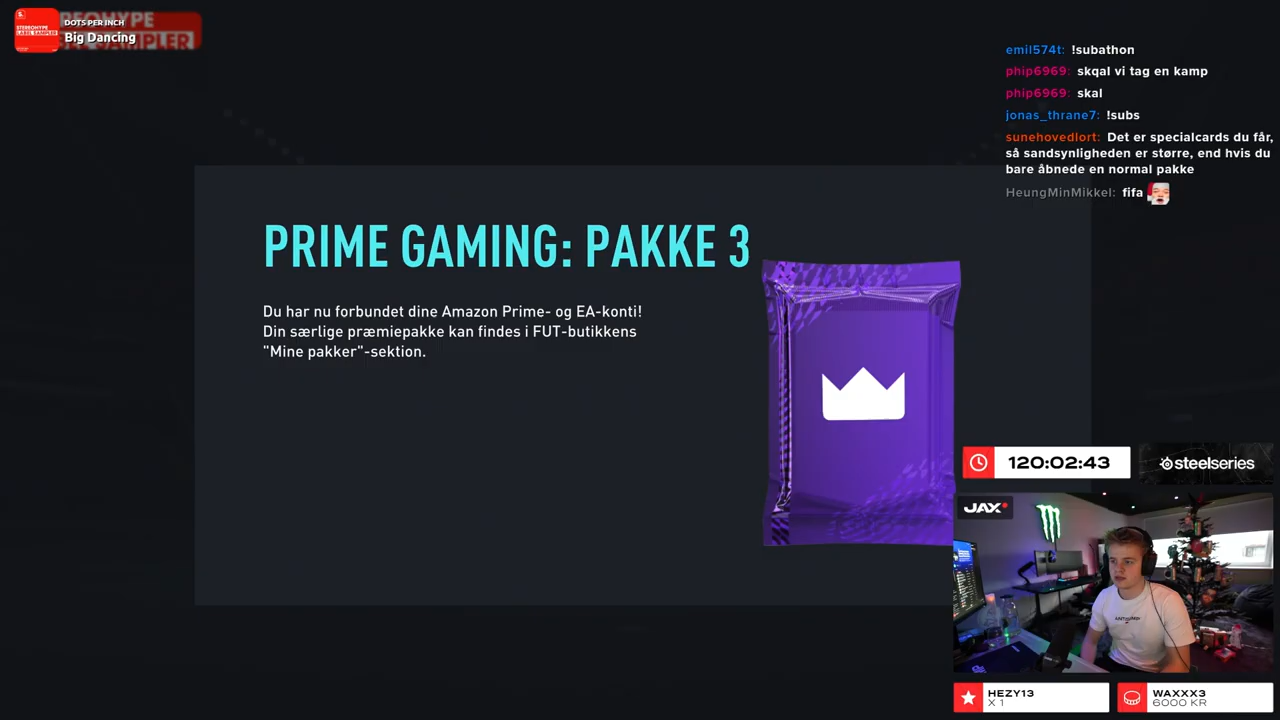 DOTS PER INCH
Big Dancing
STEREOHYPE
LABEL SAMPLER
emil574t: !subathon
phip6969: skqal vi tag en kamp
phip6969: skal
jonas_thrane7: !subs
sunehovedlort: Det er specialcards du får,
så sandsynligheden er større, end hvis du
bare åbnede en normal pakke
HeungMinMikkel: fifa
PRIME GAMING: PAKKE 3
Du har nu forbundet dine Amazon Prime- og EA-konti!
Din særlige præmiepakke kan findes i FUT-butikkens
"Mine pakker"-sektion.
120:02:43
steelseries
JAX
HEZY13
X 1
WAXXX3
6000 KR